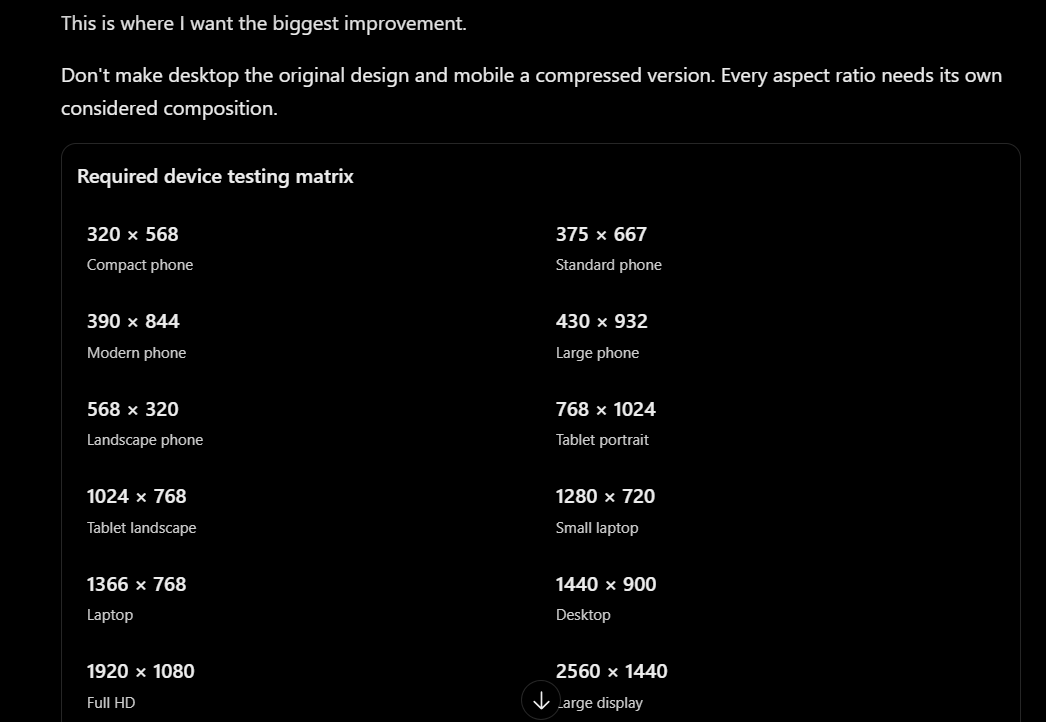 This is where I want the biggest improvement.
Don't make desktop the original design and mobile a compressed version. Every aspect ratio needs its own
considered composition.
Required device testing matrix
320 × 568
Compact phone
375 × 667
Standard phone
390 × 844
Modern phone
430 × 932
Large phone
568 × 320
Landscape phone
768 × 1024
Tablet portrait
1024 × 768
Tablet landscape
1280 × 720
Small laptop
1366 × 768
Laptop
1440 × 900
Desktop
1920 × 1080
Full HD
2560 × 1440
Large display